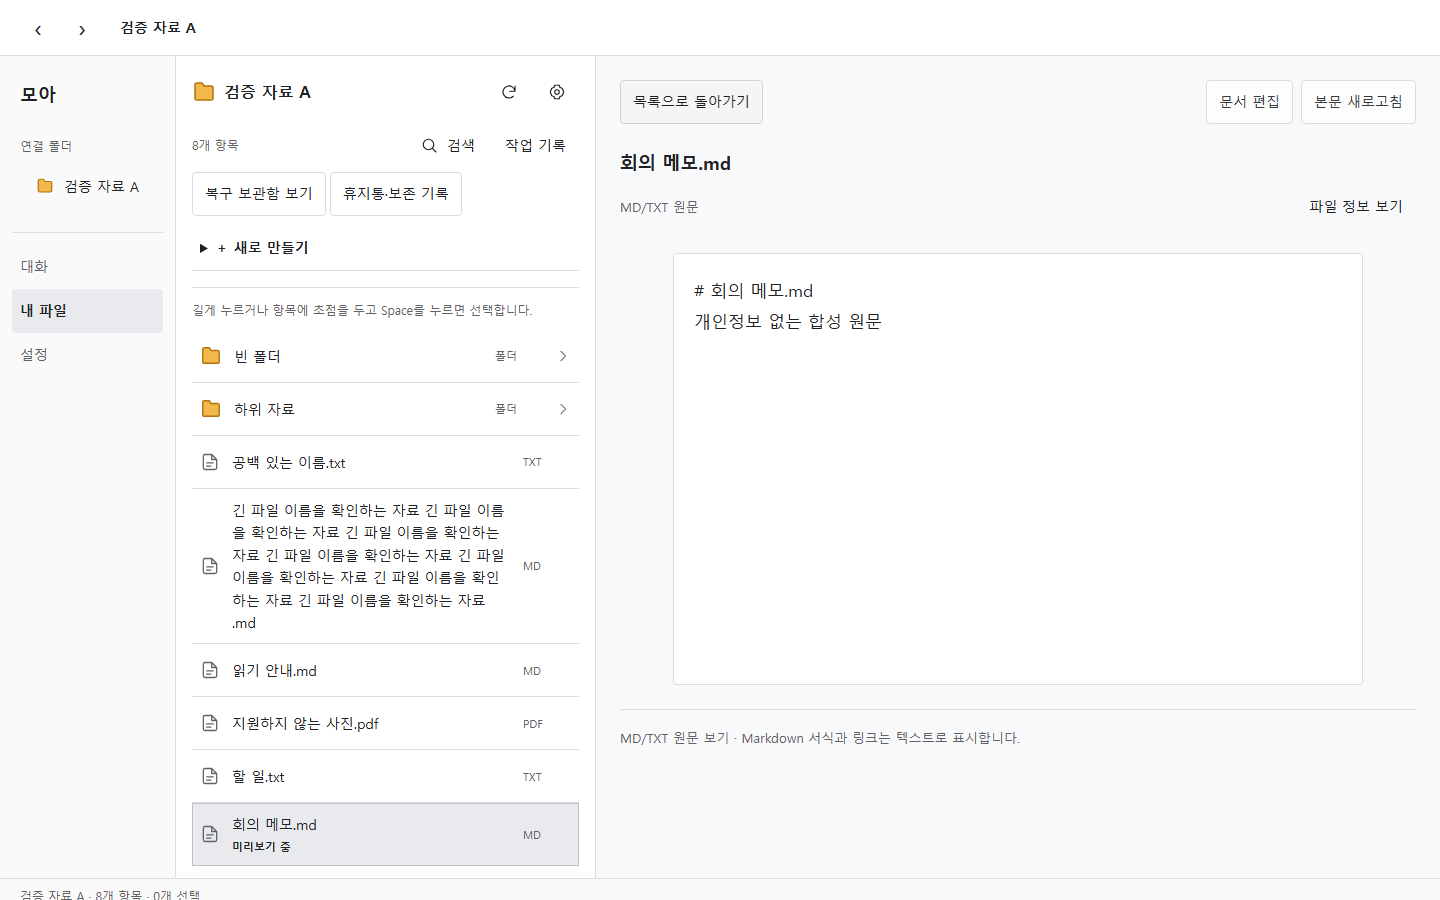 검증 자료 A
모아
연결 폴더
검증 자료 A
대화
내 파일
설정
검증 자료 A
8개 항목
검색
작업 기록
복구 보관함 보기
휴지통·보존 기록
+ 새로 만들기
길게 누르거나 항목에 초점을 두고 Space를 누르면 선택합니다.
빈 폴더 폴더
하위 자료 폴더
공백 있는 이름.txt TXT
긴 파일 이름을 확인하는 자료 긴 파일 이름
을 확인하는 자료 긴 파일 이름을 확인하는
자료 긴 파일 이름을 확인하는 자료 긴 파일
이름을 확인하는 자료 긴 파일 이름을 확인
하는 자료 긴 파일 이름을 확인하는 자료
.md
MD
읽기 안내.md MD
지원하지 않는 사진.pdf PDF
할 일.txt TXT
회의 메모.md MD
미리보기 중
목록으로 돌아가기
문서 편집
본문 새로고침
회의 메모.md
MD/TXT 원문
파일 정보 보기
# 회의 메모.md
개인정보 없는 합성 원문
MD/TXT 원문 보기 · Markdown 서식과 링크는 텍스트로 표시합니다.
검증 자료 A · 8개 항목 · 0개 선택